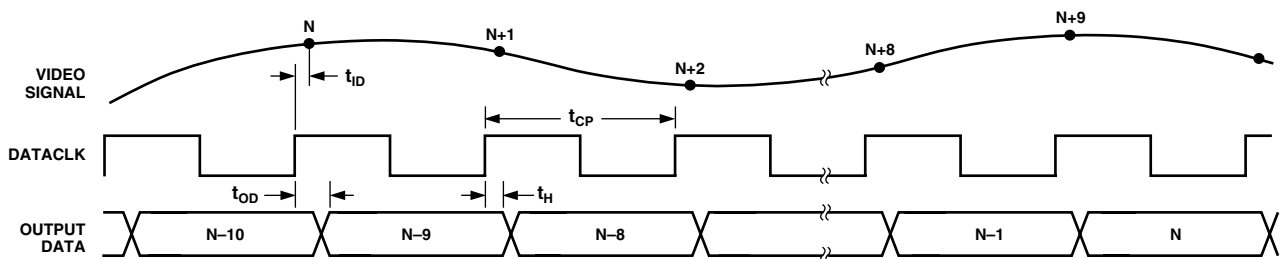 N
N+1
N+2
N+8
N+9
VIDEO
SIGNAL
tID
tCP
DATACLK
tOD
tH
OUTPUT
DATA
N–10
N–9
N–8
N–1
N